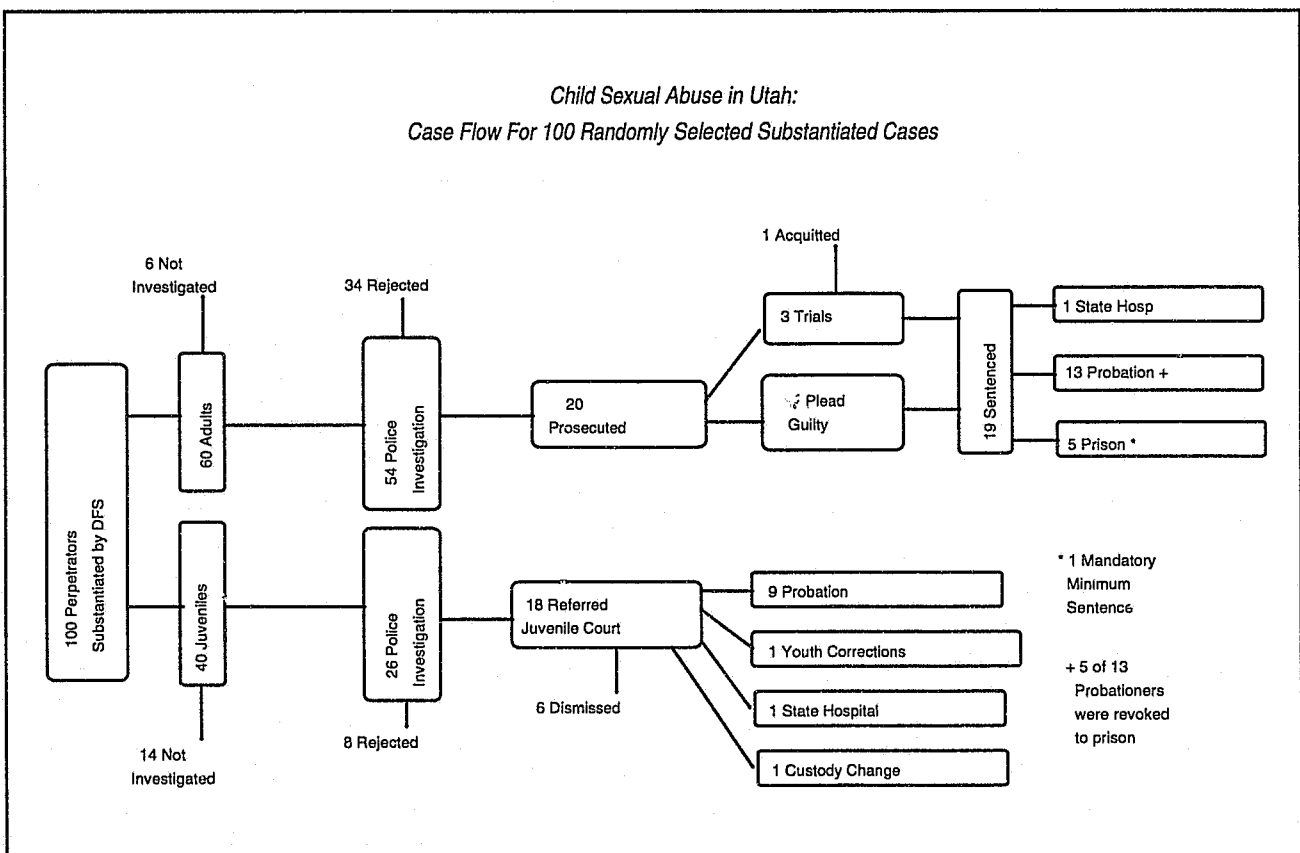 Child Sexual Abuse in Utah:
Case Flow For 100 Randomly Selected Substantiated Cases
6 Not
Investigated
34 Rejected
1 Acquitted
100 Perpetrators
Substantiated by DFS
60 Adults
54 Police
Investigation
20
Prosecuted
3 Trials
Plead
Guilty
19 Sentenced
1 State Hosp
13 Probation +
5 Prison *
40 Juveniles
26 Police
Investigation
18 Referred
Juvenile Court
9 Probation
1 Youth Corrections
1 State Hospital
1 Custody Change
14 Not
Investigated
8 Rejected
6 Dismissed
* 1 Mandatory
Minimum
Sentence
+ 5 of 13
Probationers
were revoked
to prison